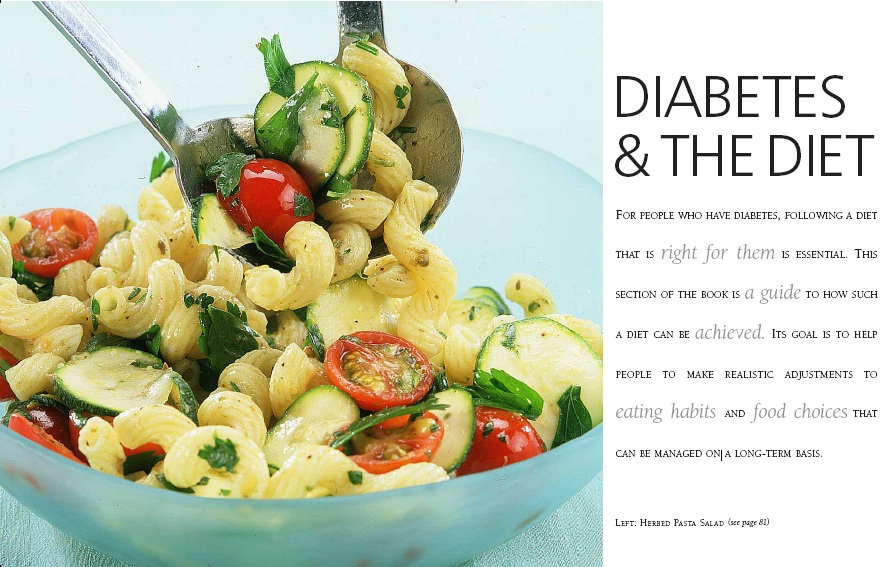 DIABETES
& THE DIET
FOR PEOPLE WHO HAVE DIABETES, FOLLOWING A DIET
THAT IS right for them IS ESSENTIAL. THIS
SECTION OF THE BOOK IS a guide TO HOW SUCH
A DIET CAN BE achieved. ITS GOAL IS TO HELP
PEOPLE TO MAKE REALISTIC ADJUSTMENTS TO
eating habits AND food choices THAT
CAN BE MANAGED ON A LONG-TERM BASIS.
LEFT: HERBED PASTA SALAD (see page 81)